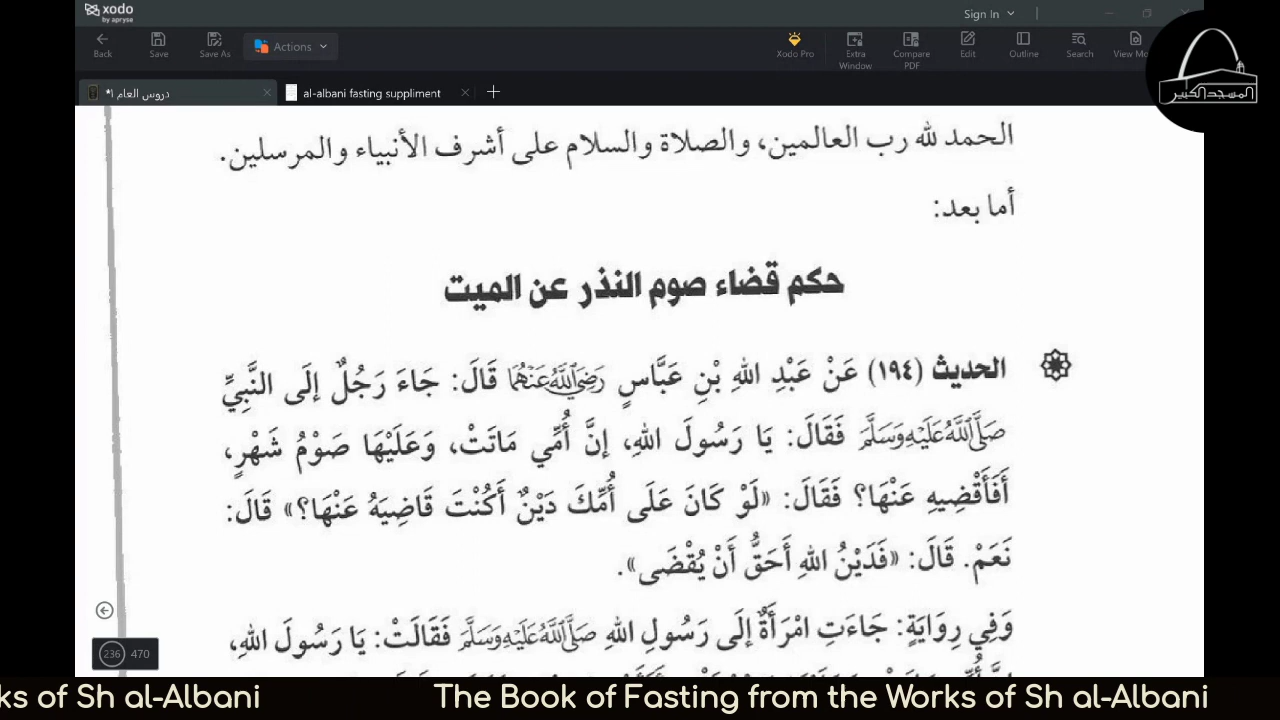 xodo
by apryse
Sign In
Back
Save
Save As
Actions
Xodo Pro
Extra Window
Compare PDF
Edit
Outline
Search
View Mo
المسجد الكبير
دروس العام ١*
al-albani fasting suppliment
الحمد لله رب العالمين، والصلاة والسلام على أشرف الأنبياء والمرسلين.
أما بعد:
حكم قضاء صوم النذر عن الميت
الحديث (١٩٤) عَنْ عَبْدِ اللهِ بْنِ عَبَّاسٍ رَضِيَ اللَّهُ عَنْهُمَا قَالَ: جَاءَ رَجُلٌ إِلَى النَّبِيِّ
صَلَّى اللَّهُ عَلَيْهِ وَسَلَّمَ فَقَالَ: يَا رَسُولَ اللهِ، إِنَّ أُمِّي مَاتَتْ، وَعَلَيْهَا صَوْمُ شَهْرٍ،
أَفَأَقْضِيهِ عَنْهَا؟ فَقَالَ: «لَوْ كَانَ عَلَى أُمِّكَ دَيْنٌ أَكُنْتَ قَاضِيَهُ عَنْهَا؟» قَالَ:
نَعَمْ. قَالَ: «فَدَيْنُ اللهِ أَحَقُّ أَنْ يُقْضَى».
وَفِي رِوَايَةٍ: جَاءَتِ امْرَأَةٌ إِلَى رَسُولِ اللهِ صَلَّى اللَّهُ عَلَيْهِ وَسَلَّمَ فَقَالَتْ: يَا رَسُولَ اللهِ،
236 470
ks of Sh al-Albani The Book of Fasting from the Works of Sh al-Albani